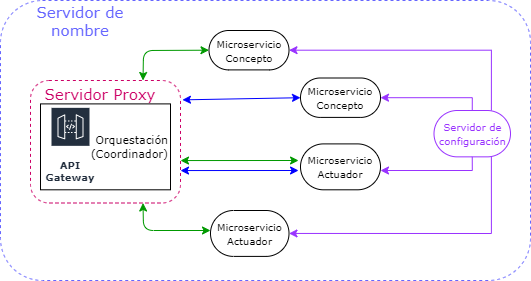 Servidor de
nombre
Microservicio
Concepto
Servidor Proxy
Microservicio
Concepto
Orquestación
(Coordinador)
API
Gateway
Servidor de
configuración
Microservicio
Actuador
Microservicio
Actuador